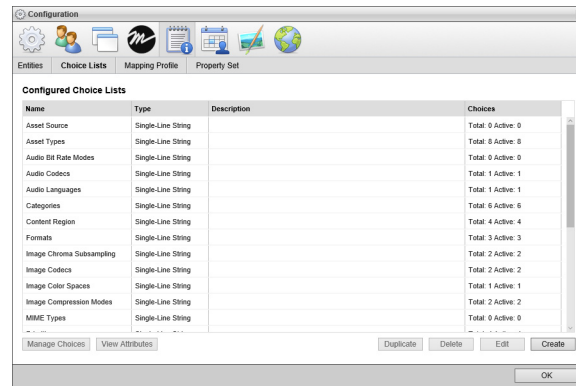 Configuration
Entities Choice Lists Mapping Profile Property Set
Configured Choice Lists
Name Type Description Choices
Asset Source Single-Line String Total: 0 Active: 0
Asset Types Single-Line String Total: 8 Active: 8
Audio Bit Rate Modes Single-Line String Total: 0 Active: 0
Audio Codecs Single-Line String Total: 1 Active: 1
Audio Languages Single-Line String Total: 1 Active: 1
Categories Single-Line String Total: 6 Active: 6
Content Region Single-Line String Total: 4 Active: 4
Formats Single-Line String Total: 3 Active: 3
Image Chroma Subsampling Single-Line String Total: 2 Active: 2
Image Codecs Single-Line String Total: 2 Active: 2
Image Color Spaces Single-Line String Total: 1 Active: 1
Image Compression Modes Single-Line String Total: 2 Active: 2
MIME Types Single-Line String Total: 0 Active: 0
Manage Choices View Attributes Duplicate Delete Edit Create
OK